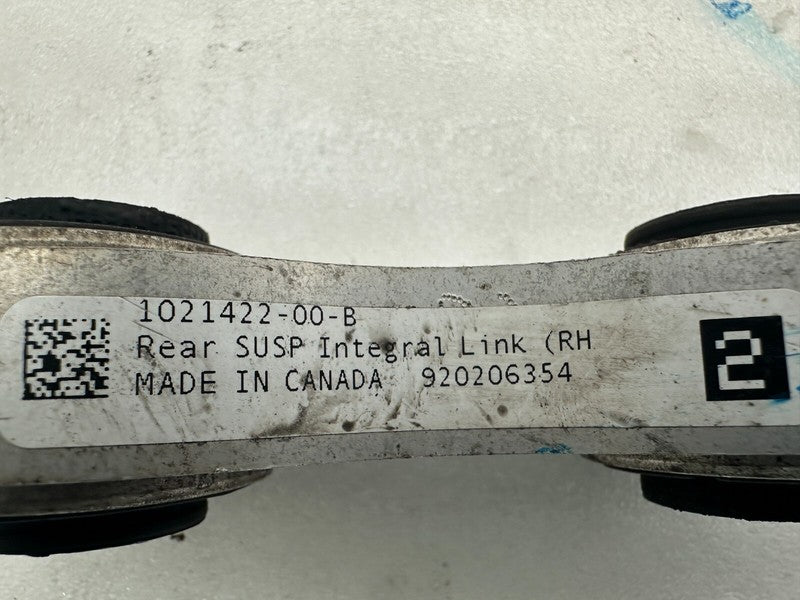 1021422-00-B
Rear SUSP Integral Link (RH
MADE IN CANADA 920206354
2